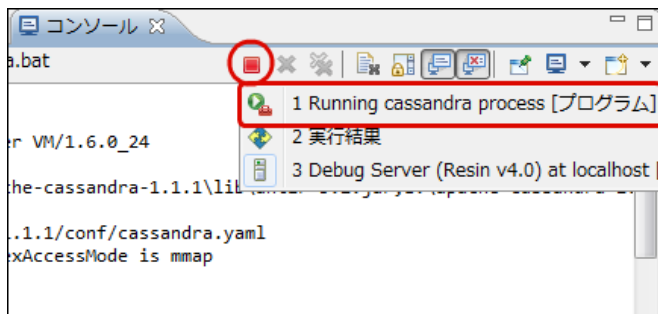 コンソール
a.bat
1 Running cassandra process [プログラム]
er VM/1.6.0_24
2 実行結果
3 Debug Server (Resin v4.0) at localhost [
che-cassandra-1.1.1\lib
.1.1/conf/cassandra.yaml
exAccessMode is mmap